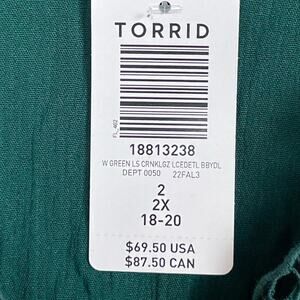 TORRID
FL_402
18813238
W GREEN LS CRNKLGZ LCEDETL BBYDL
DEPT 0050 22FAL3
2
2X
18-20
$69.50 USA
$87.50 CAN